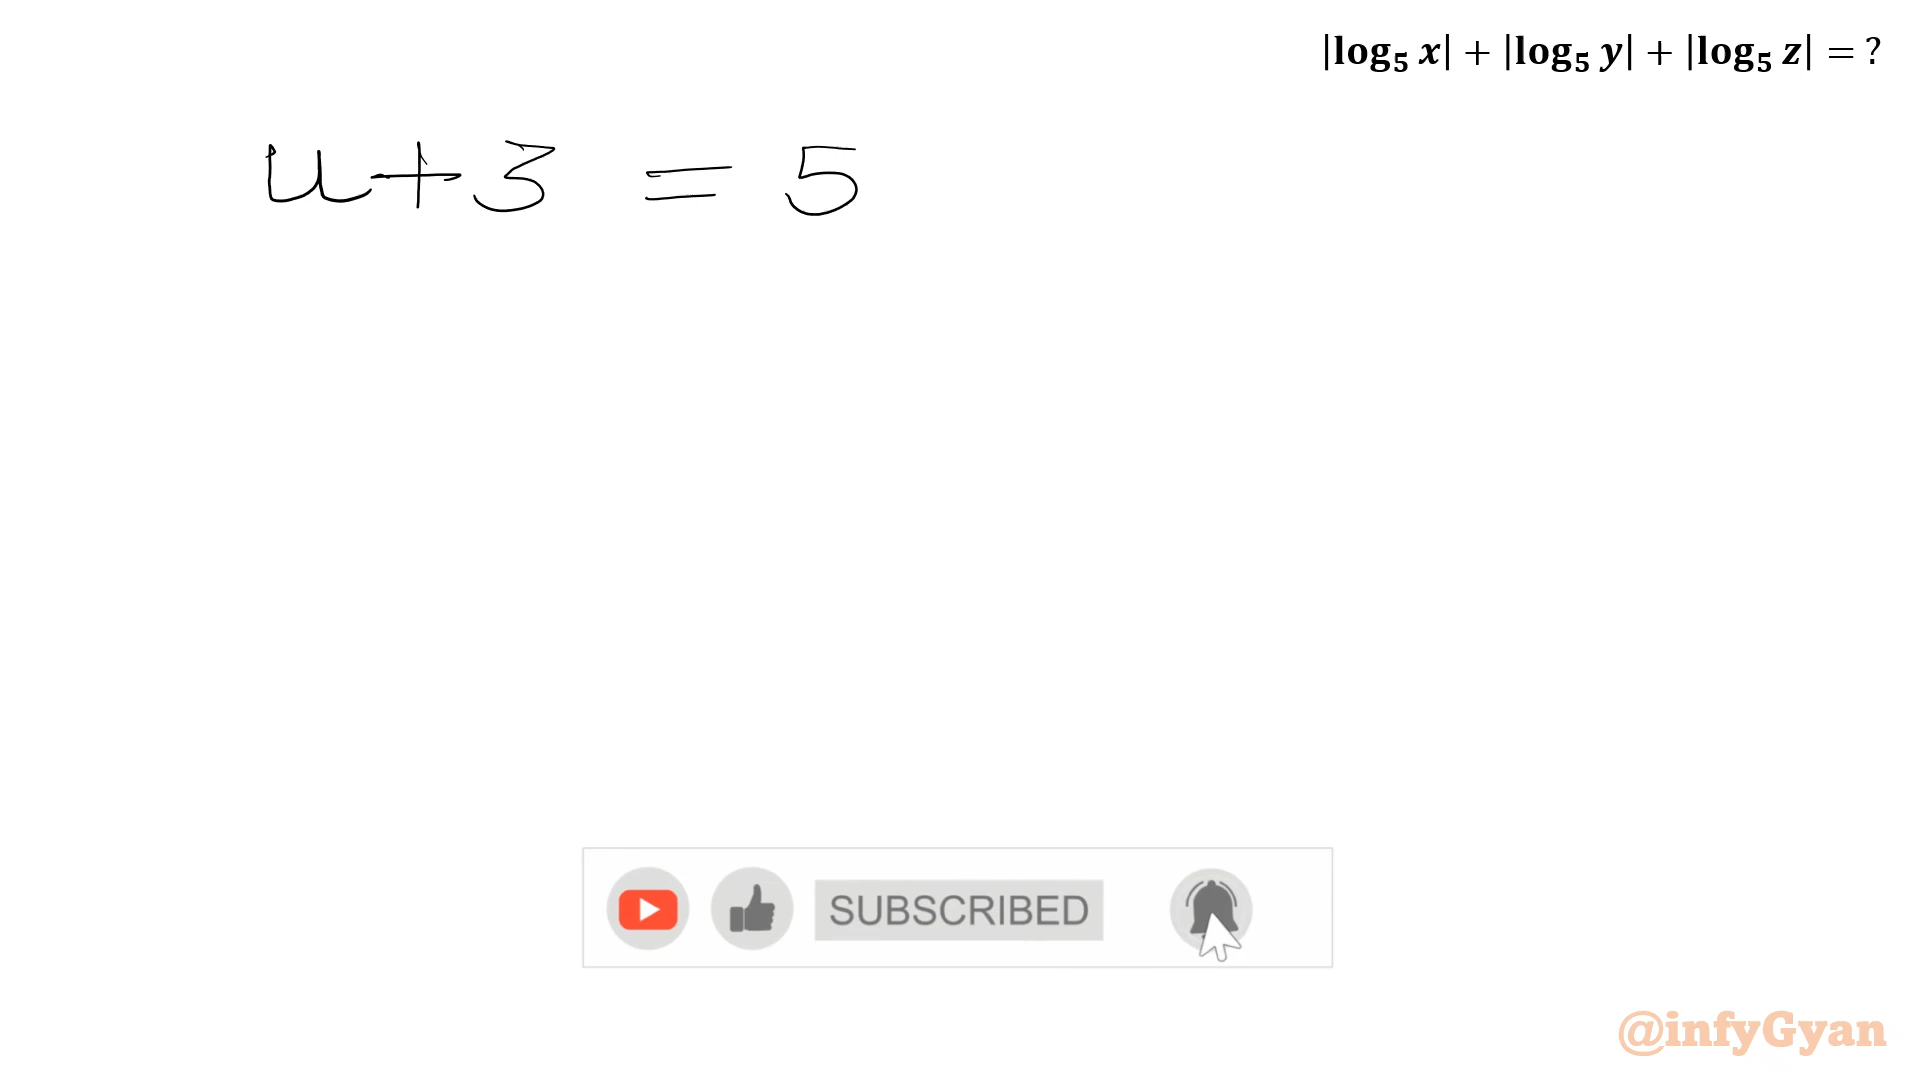 |log₅ x| + |log₅ y| + |log₅ z| = ?
u+3 = 5
SUBSCRIBED
@infyGyan